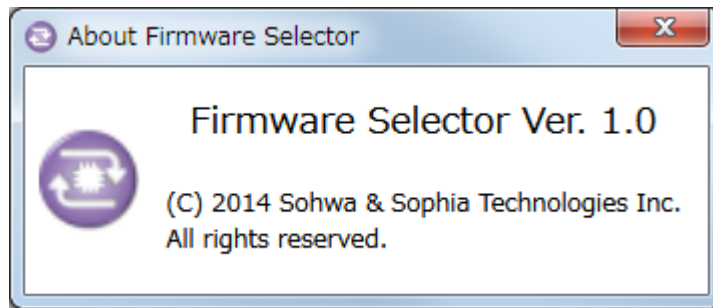 About Firmware Selector
Firmware Selector Ver. 1.0
(C) 2014 Sohwa & Sophia Technologies Inc.
All rights reserved.